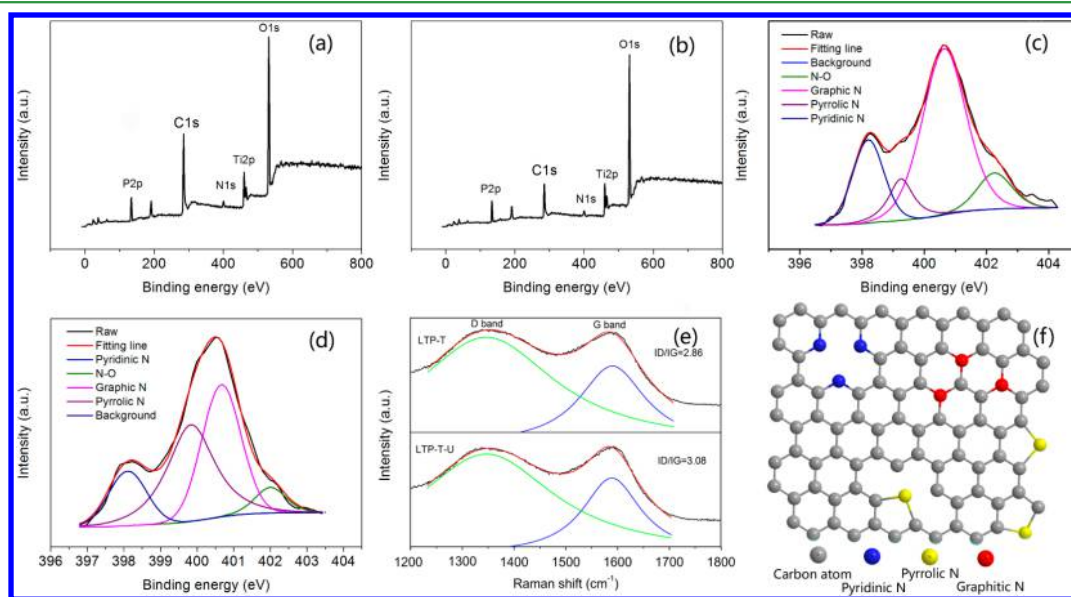 (a)
O1s
C1s
P2p
Ti2p
N1s
Intensity (a.u.)
0 200 400 600 800
Binding energy (eV)
(b)
O1s
C1s
P2p
Ti2p
N1s
Intensity (a.u.)
0 200 400 600 800
Binding energy (eV)
(c)
Raw
Fitting line
Background
N-O
Graphic N
Pyrrolic N
Pyridinic N
Intensity (a.u.)
396 398 400 402 404
Binding energy (eV)
(d)
Raw
Fitting line
Pyridinic N
N-O
Graphic N
Pyrrolic N
Background
Intensity (a.u.)
396 397 398 399 400 401 402 403 404
Binding energy (eV)
(e)
D band
G band
LTP-T
ID/IG=2.86
LTP-T-U
ID/IG=3.08
Intensity (a.u.)
1200 1300 1400 1500 1600 1700 1800
Raman shift (cm⁻¹)
(f)
Carbon atom
Pyridinic N
Pyrrolic N
Graphitic N